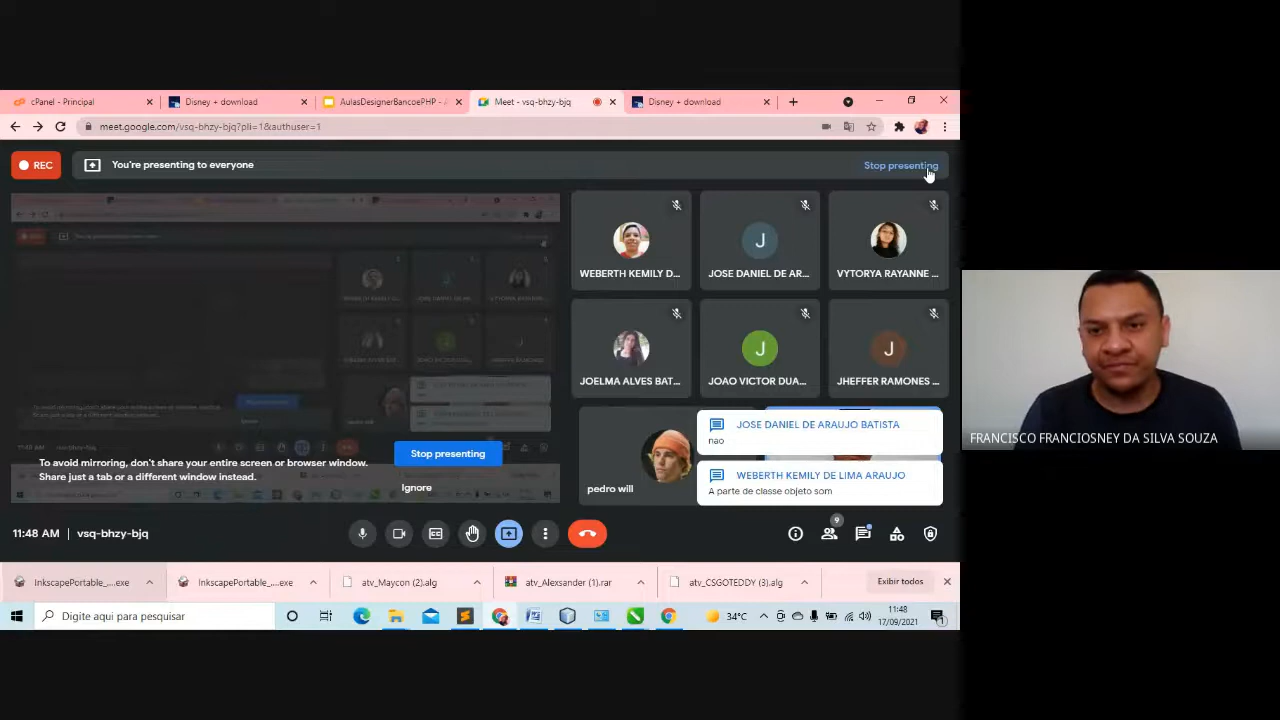 cPanel - Principal
Disney + download
AulasDesignerBancoePHP - A
Meet - vsq-bhzy-bjq
Disney + download
meet.google.com/vsq-bhzy-bjq?pli=1&authuser=1
REC
You're presenting to everyone
Stop presenting
WEBERTH KEMILY D...
JOSE DANIEL DE AR...
VYTORYA RAYANNE ...
JOELMA ALVES BAT...
JOAO VICTOR DUA...
JHEFFER RAMONES ...
JOSE DANIEL DE ARAUJO BATISTA
nao
FRANCISCO FRANCIOSNEY DA SILVA SOUZA
Stop presenting
To avoid mirroring, don't share your entire screen or browser window.
Share just a tab or a different window instead.
Ignore
pedro will
WEBERTH KEMILY DE LIMA ARAUJO
A parte de classe objeto som
11:48 AM | vsq-bhzy-bjq
9
InkscapePortable_....exe
InkscapePortable_....exe
atv_Maycon (2).alg
atv_Alexsander (1).rar
atv_CSGOTEDDY (3).alg
Exibir todos
Digite aqui para pesquisar
34°C
11:48
17/09/2021
1